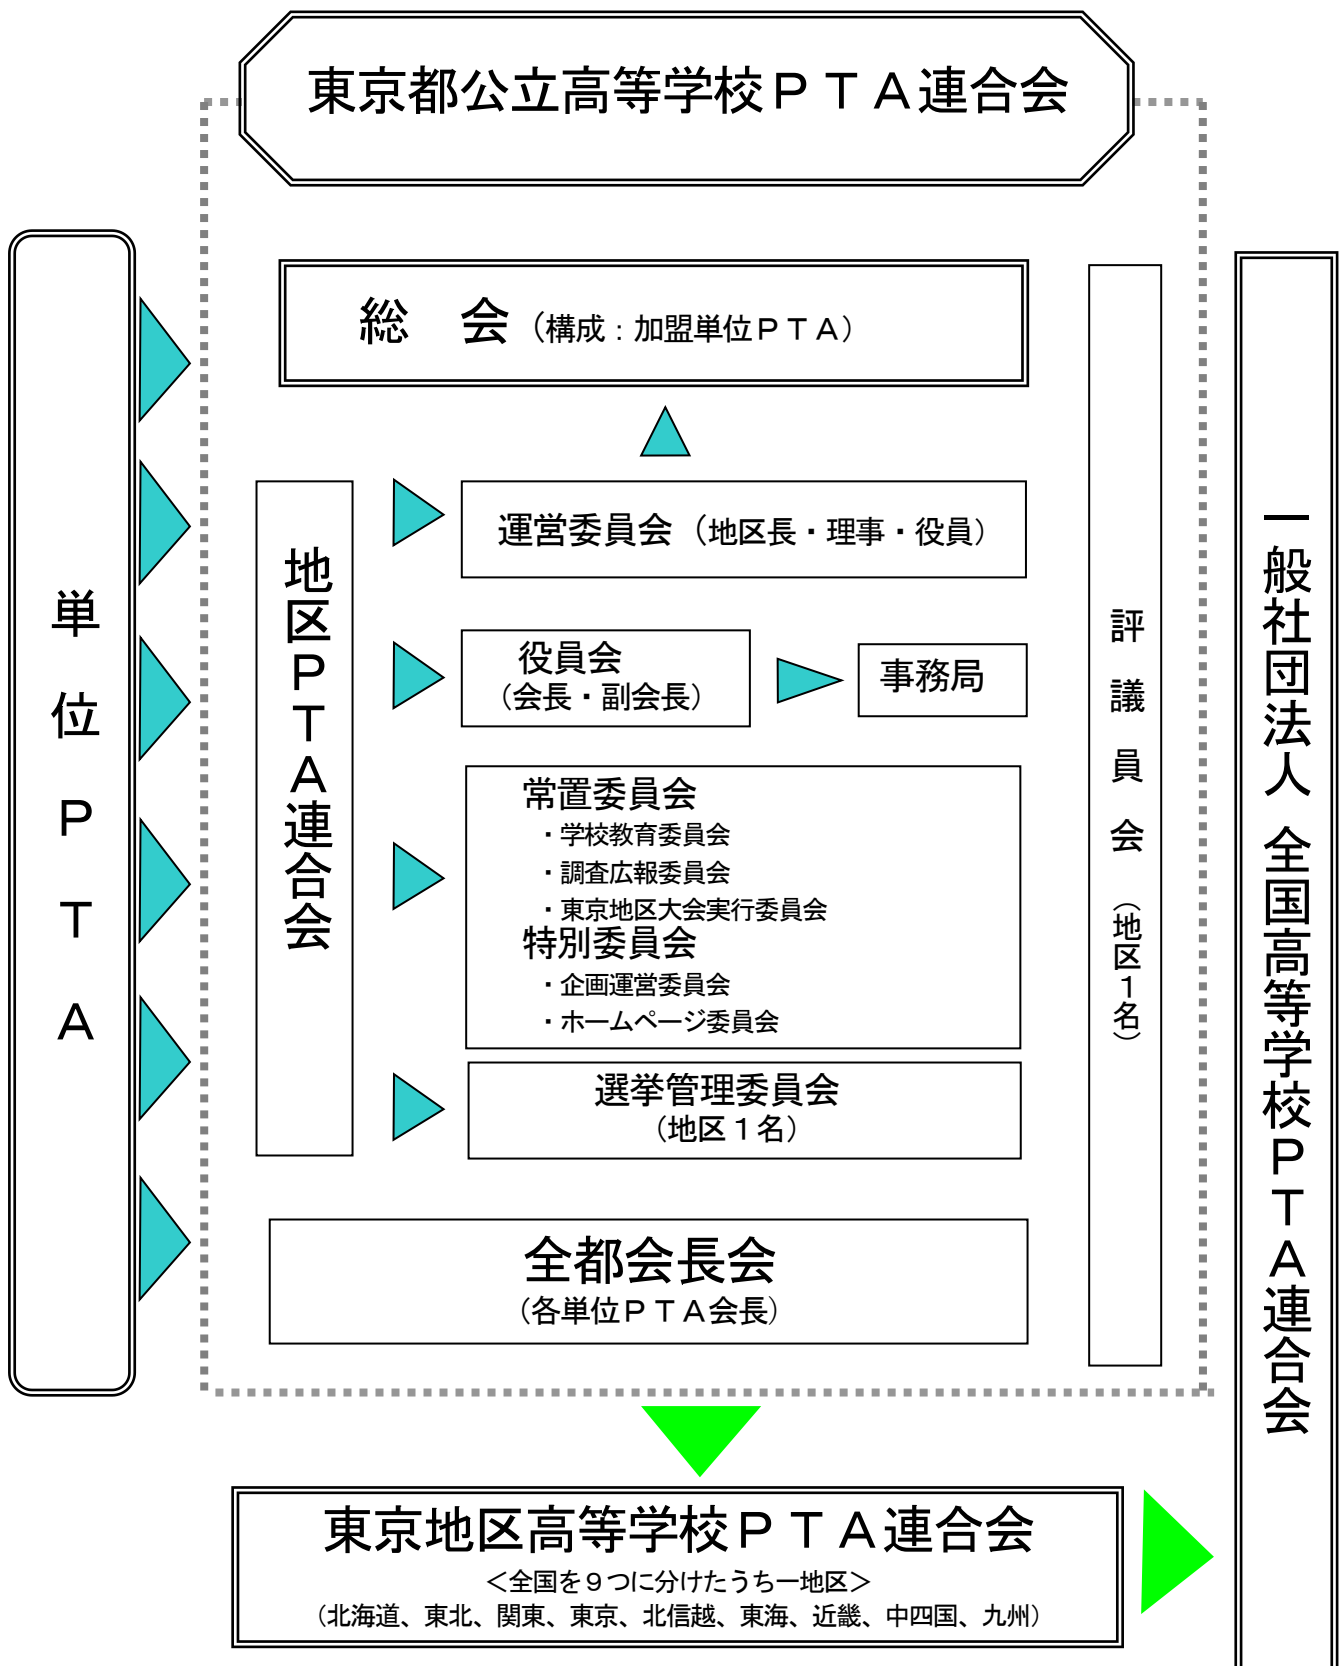 東京都公立高等学校ＰＴＡ連合会
単位ＰＴＡ
総　会（構成：加盟単位ＰＴＡ）
地区ＰＴＡ連合会
運営委員会（地区長・理事・役員）
役員会
（会長・副会長）
事務局
常置委員会
・学校教育委員会
・調査広報委員会
・東京地区大会実行委員会
特別委員会
・企画運営委員会
・ホームページ委員会
選挙管理委員会
（地区１名）
全都会長会
（各単位ＰＴＡ会長）
評議員会（地区１名）
一般社団法人 全国高等学校ＰＴＡ連合会
東京地区高等学校ＰＴＡ連合会
＜全国を９つに分けたうち一地区＞
（北海道、東北、関東、東京、北信越、東海、近畿、中四国、九州）